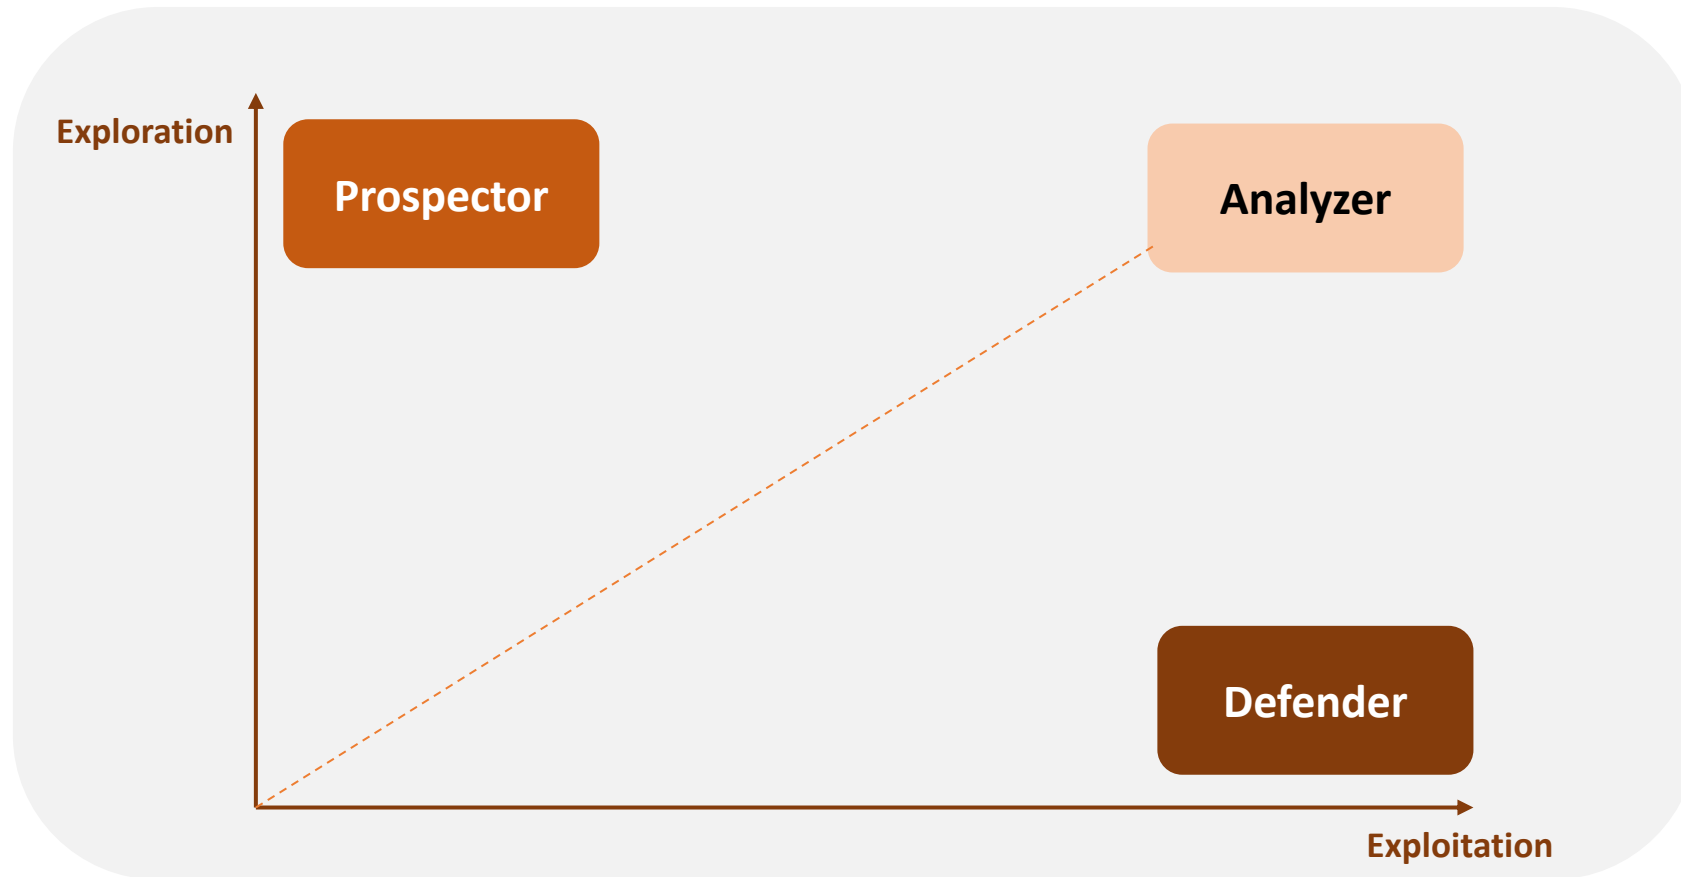 Exploration
Prospector
Analyzer
Defender
Exploitation